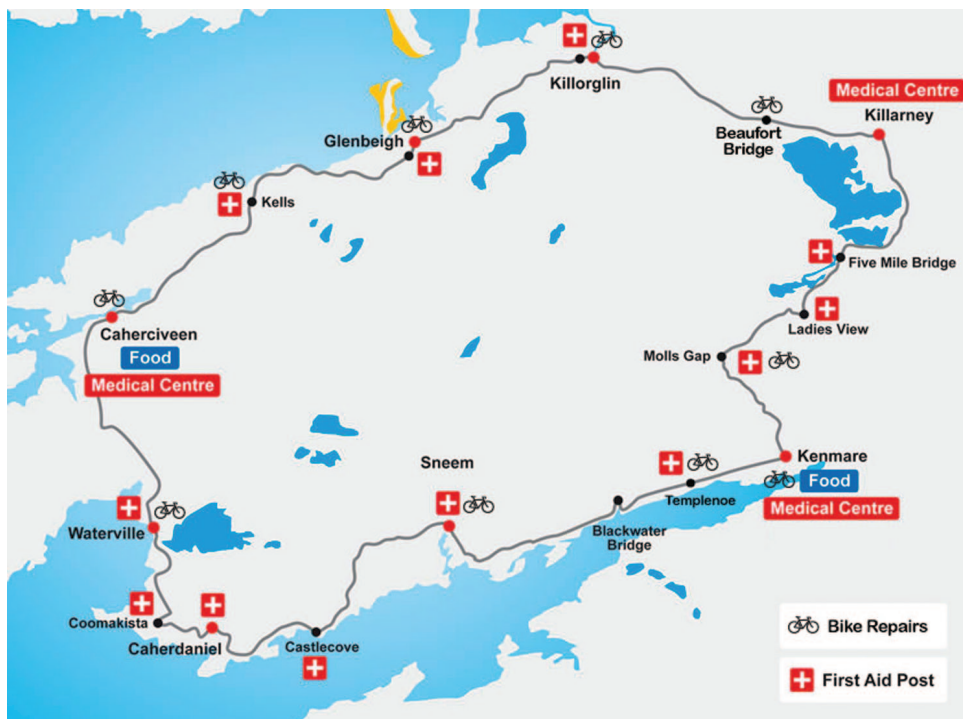 Killorglin
Medical Centre
Killarney
Beaufort
Bridge
Glenbeigh
Kells
Five Mile Bridge
Ladies View
Caherciveen
Food
Medical Centre
Molls Gap
Sneem
Kenmare
Food
Medical Centre
Templenoe
Blackwater
Bridge
Waterville
Coomakista
Caherdaniel
Castlecove
Bike Repairs
First Aid Post